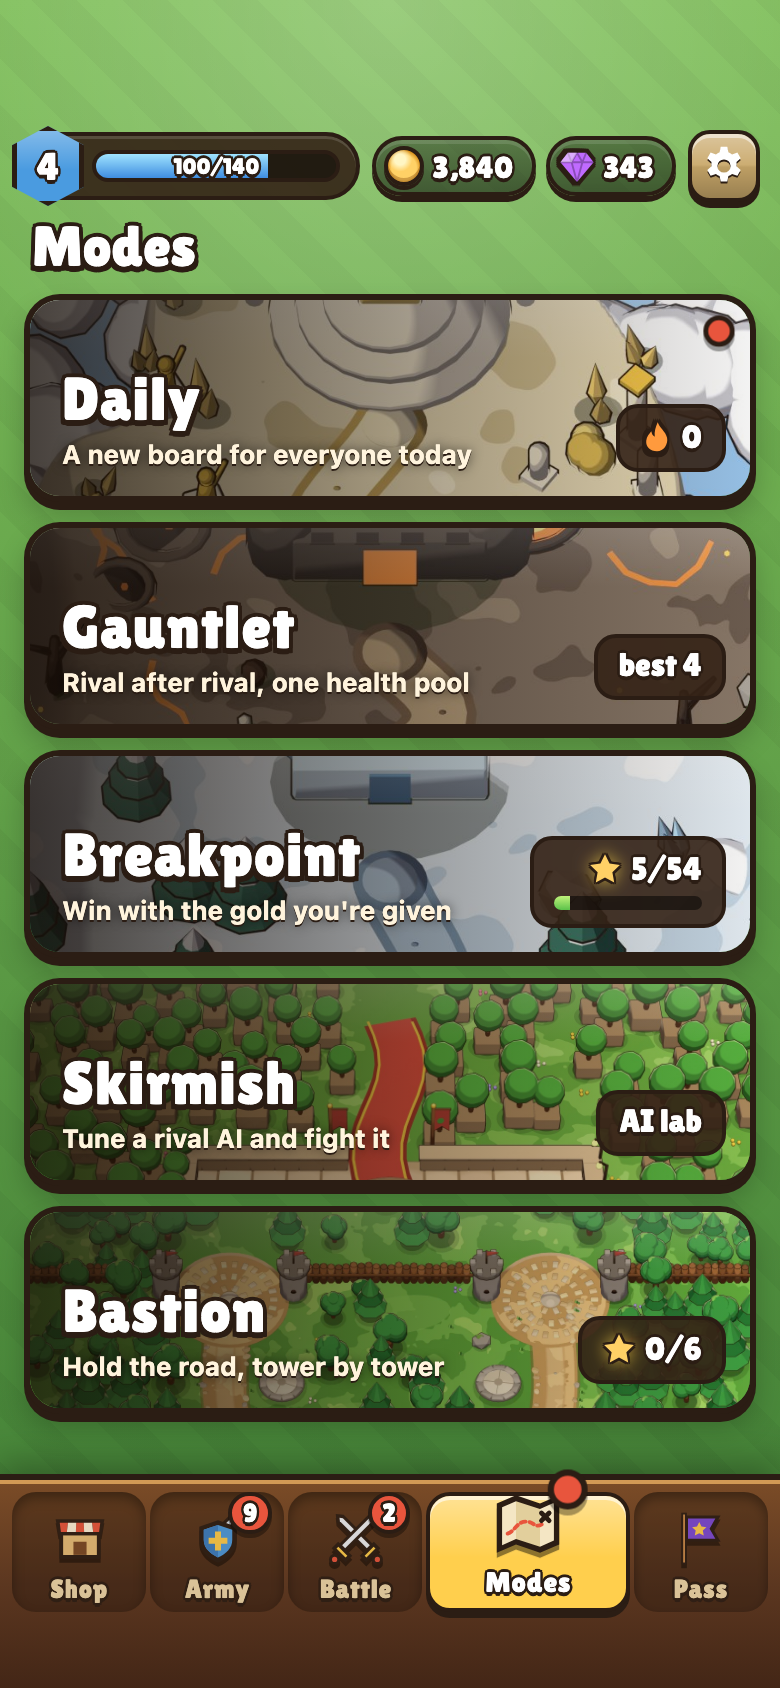 4
100/140
3,840
343
Modes
Daily
A new board for everyone today
0
Gauntlet
Rival after rival, one health pool
best 4
Breakpoint
Win with the gold you're given
5/54
Skirmish
Tune a rival AI and fight it
AI lab
Bastion
Hold the road, tower by tower
0/6
9
2
Shop
Army
Battle
Modes
Pass